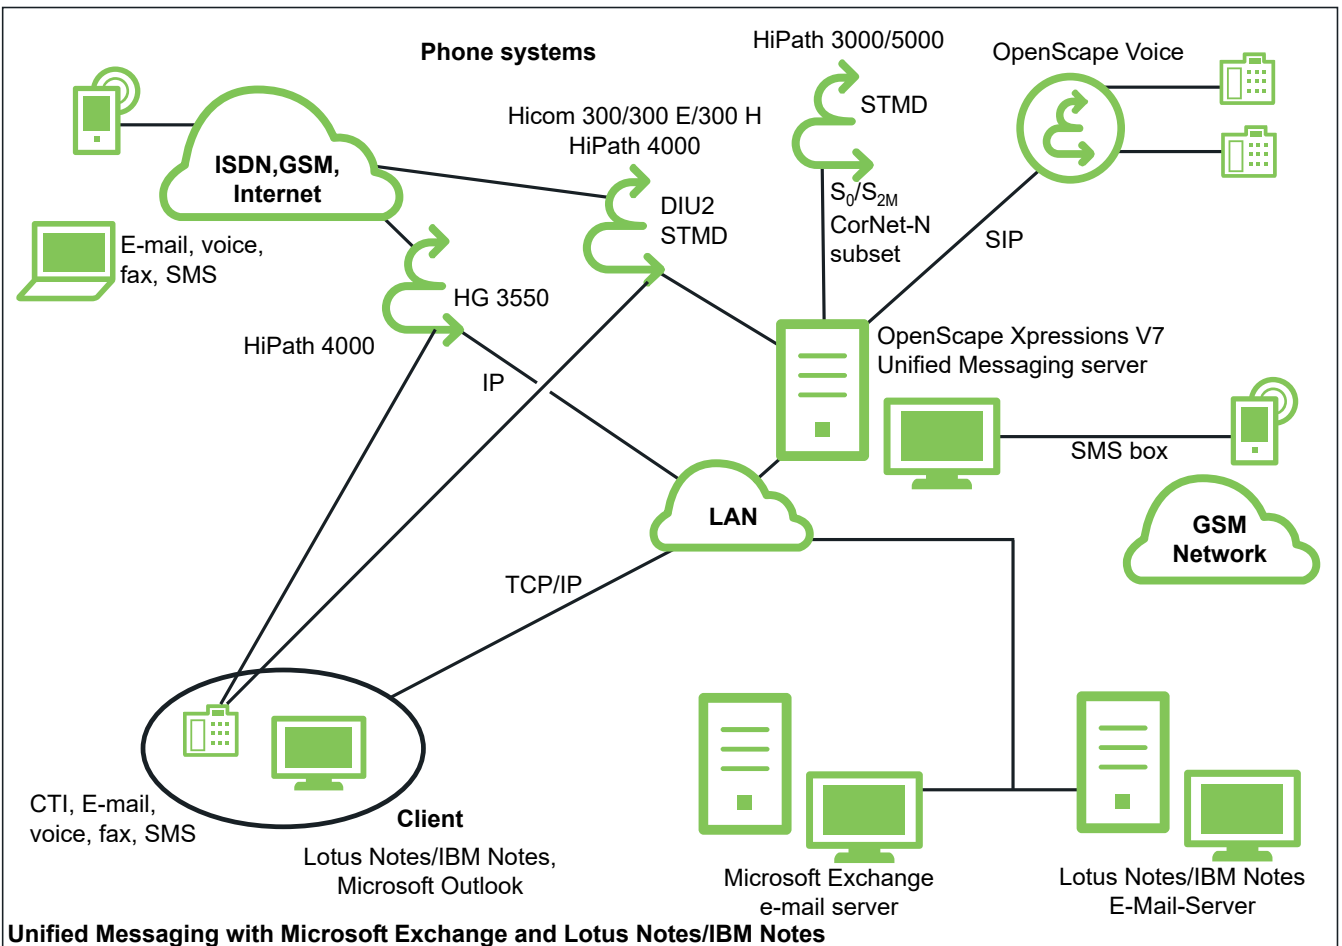 Phone systems
HiPath 3000/5000
OpenScape Voice
STMD
Hicom 300/300 E/300 H
HiPath 4000
ISDN,GSM,
Internet
DIU2
STMD
S0/S2M
CorNet-N
subset
SIP
E-mail, voice,
fax, SMS
HG 3550
HiPath 4000
IP
OpenScape Xpressions V7
Unified Messaging server
SMS box
LAN
GSM
Network
TCP/IP
CTI, E-mail,
voice, fax, SMS
Client
Lotus Notes/IBM Notes,
Microsoft Outlook
Microsoft Exchange
e-mail server
Lotus Notes/IBM Notes
E-Mail-Server
Unified Messaging with Microsoft Exchange and Lotus Notes/IBM Notes